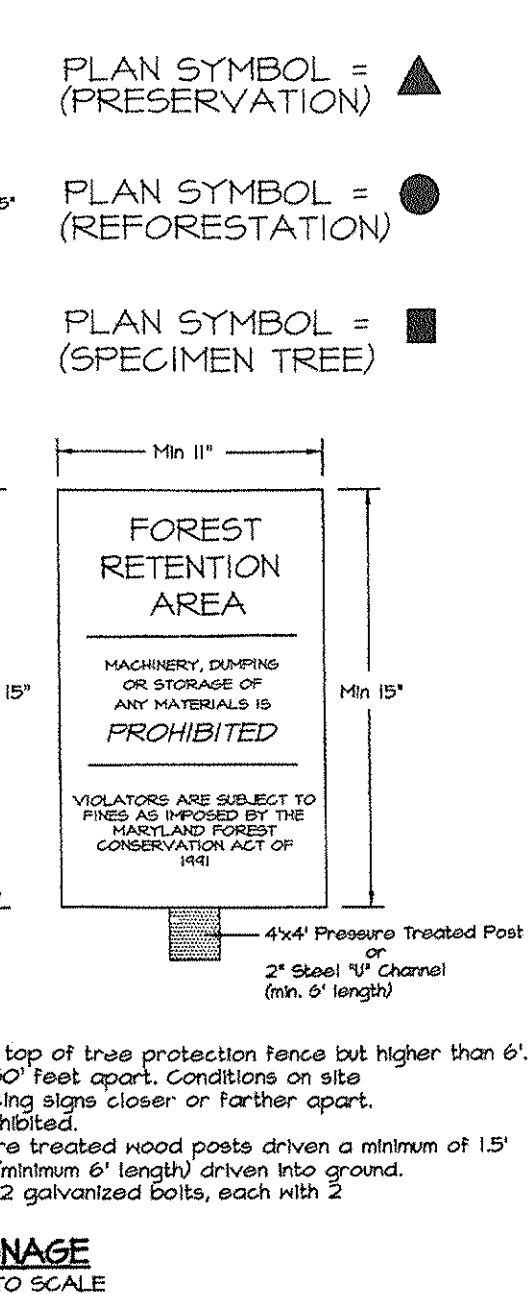 PLAN SYMBOL =
(PRESERVATION)
5"
PLAN SYMBOL =
(REFORESTATION)
PLAN SYMBOL =
(SPECIMEN TREE)
Min 11"
FOREST
RETENTION
AREA
MACHINERY, DUMPING
OR STORAGE OF
ANY MATERIALS IS
PROHIBITED
15"
Min 15"
VIOLATORS ARE SUBJECT TO
FINES AS IMPOSED BY THE
MARYLAND FOREST
CONSERVATION ACT OF
1991
4'x4' Pressure Treated Post
or
2" Steel "U" Channel
(min. 6' length)
top of tree protection fence but higher than 6'.
0' feet apart. Conditions on site
ing signs closer or farther apart.
hibited.
re treated wood posts driven a minimum of 1.5'
(minimum 6' length) driven into ground.
2 galvanized bolts, each with 2
NAGE
TO SCALE